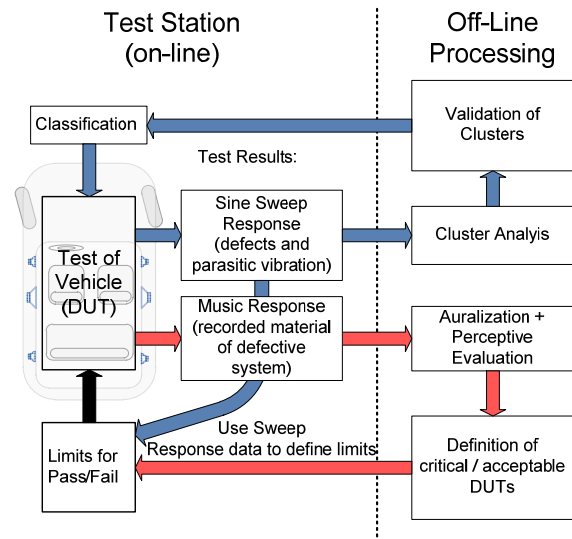 Test Station
(on-line)
Off-Line
Processing
Classification
Validation of
Clusters
Test Results:
Test of
Vehicle
(DUT)
Sine Sweep
Response
(defects and
parasitic vibration)
Cluster Analyis
Music Response
(recorded material
of defective
system)
Auralization +
Perceptive
Evaluation
Limits for
Pass/Fail
Use Sweep
Response data to define limits
Definition of
critical / acceptable
DUTs